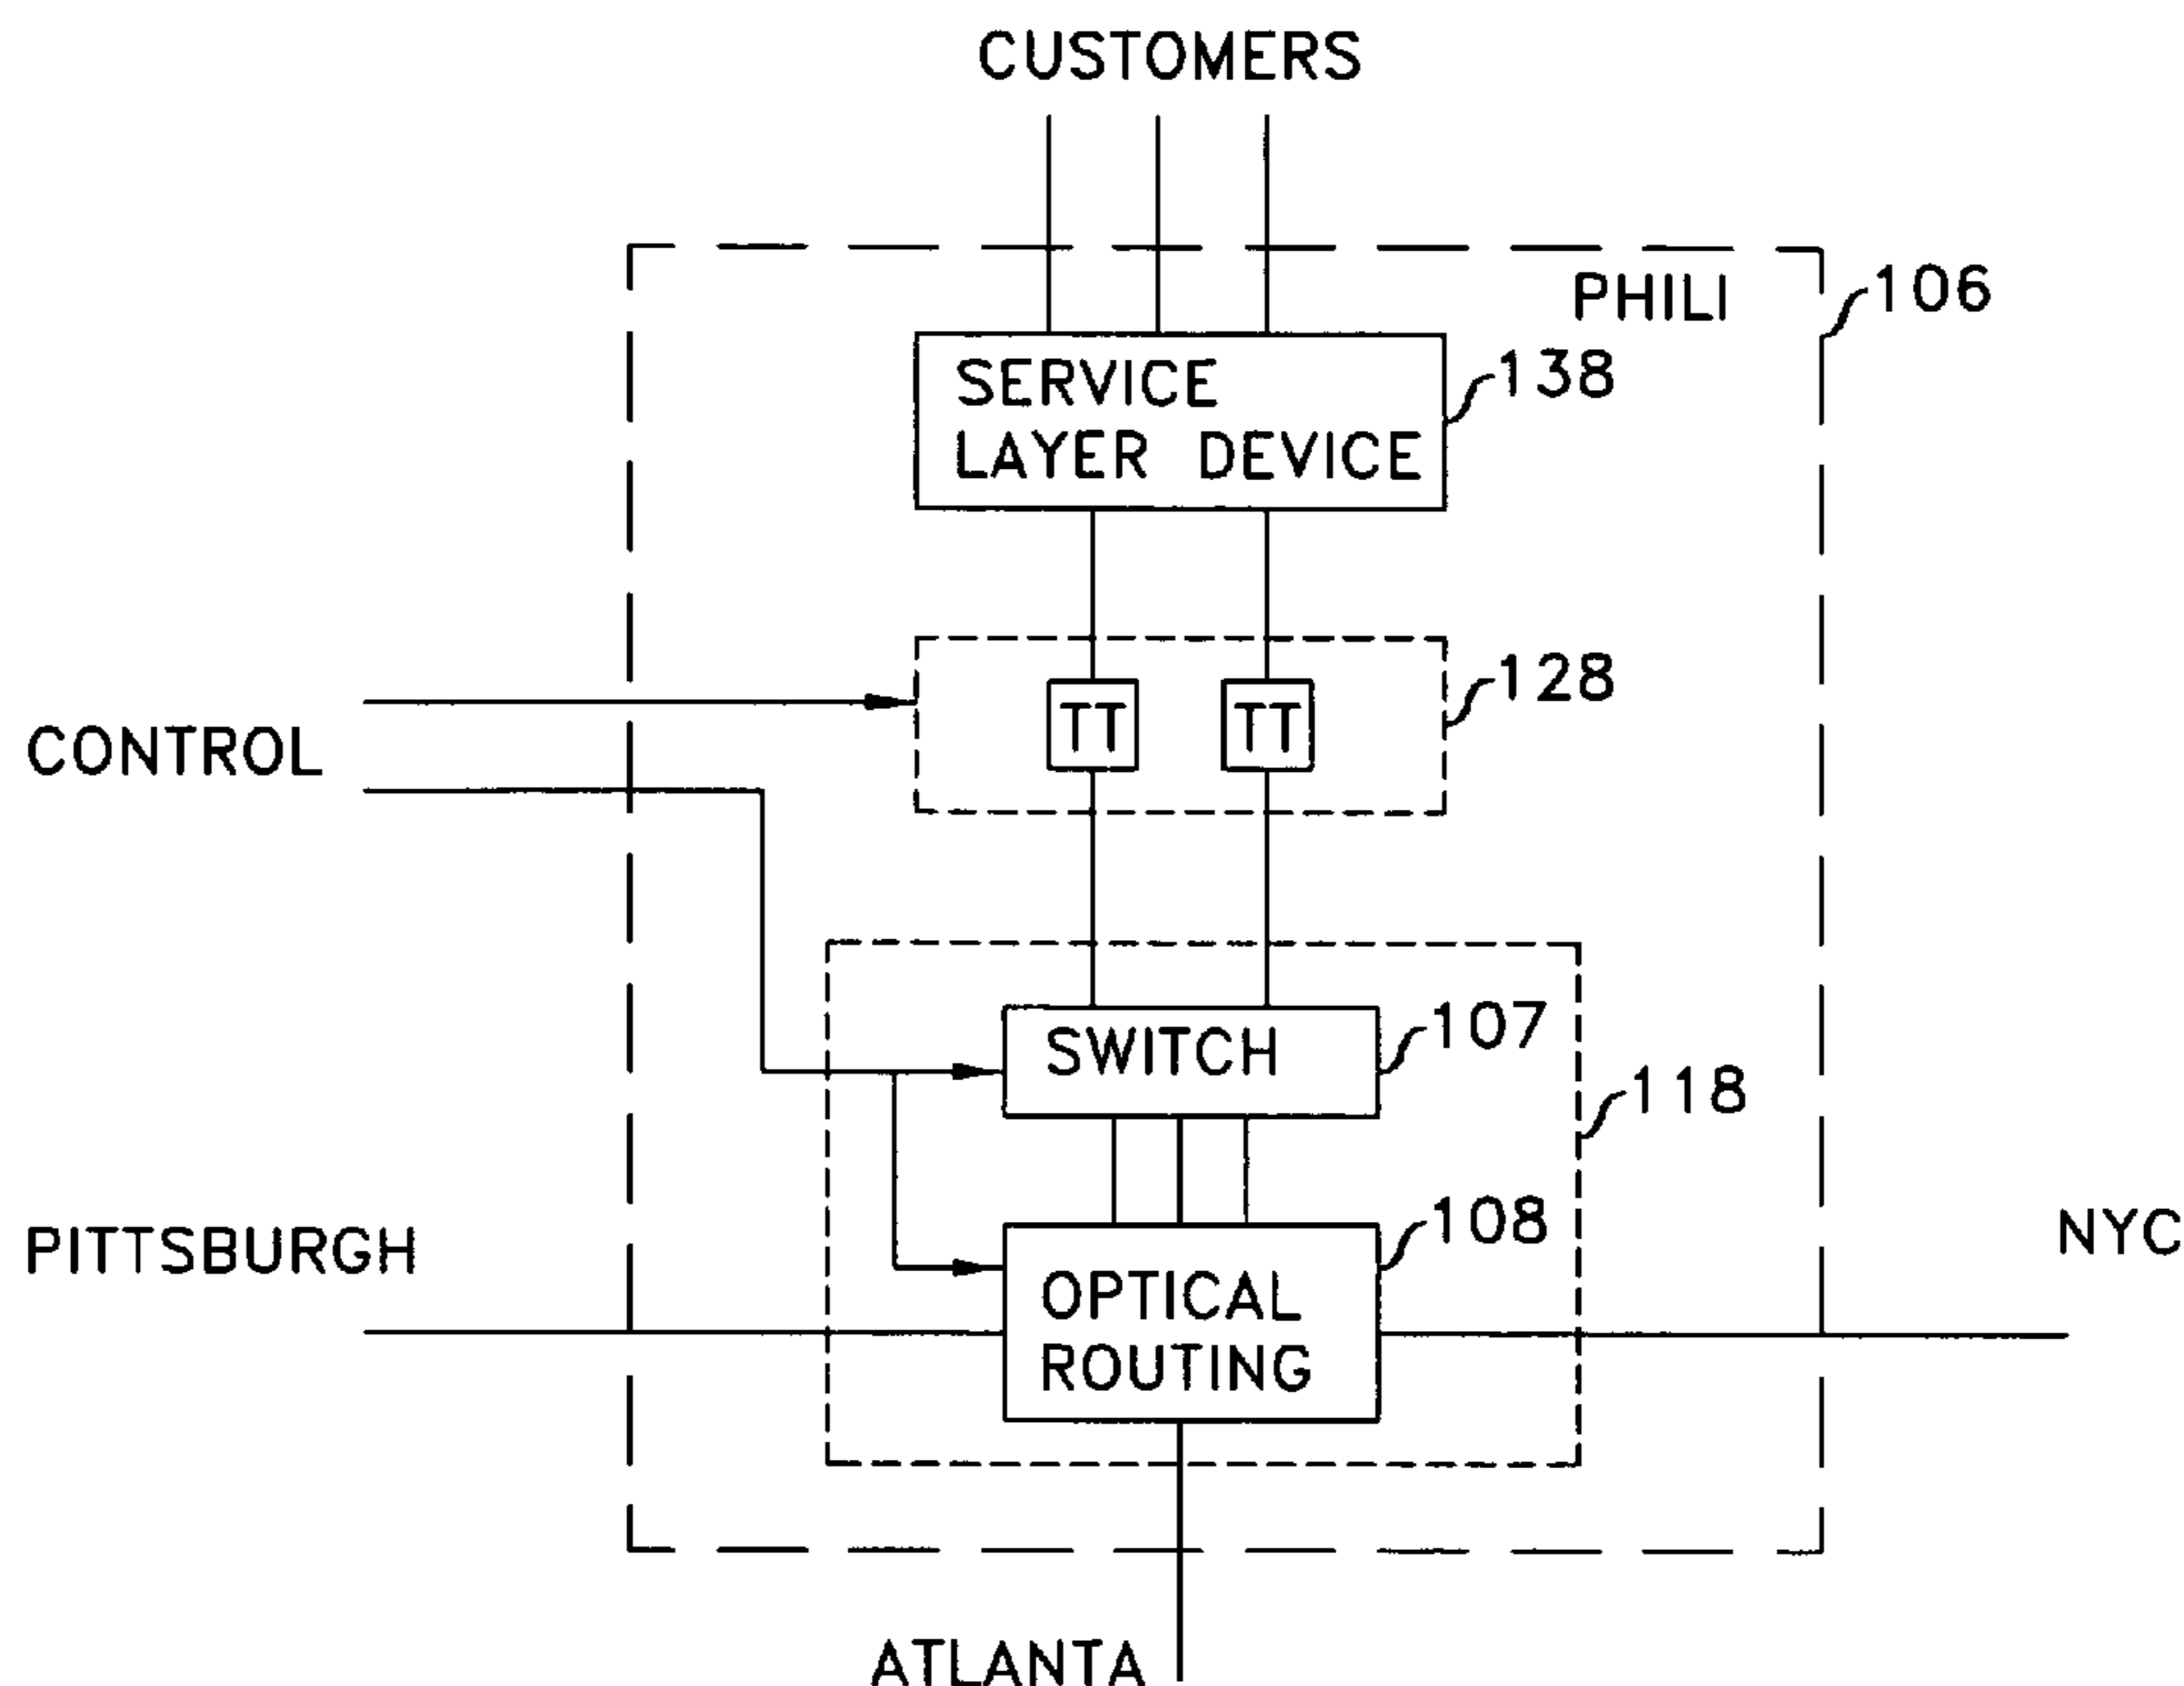 CUSTOMERS
PHILI
106
SERVICE
LAYER DEVICE
138
CONTROL
TT
TT
128
SWITCH
107
118
PITTSBURGH
108
NYC
OPTICAL
ROUTING
ATLANTA